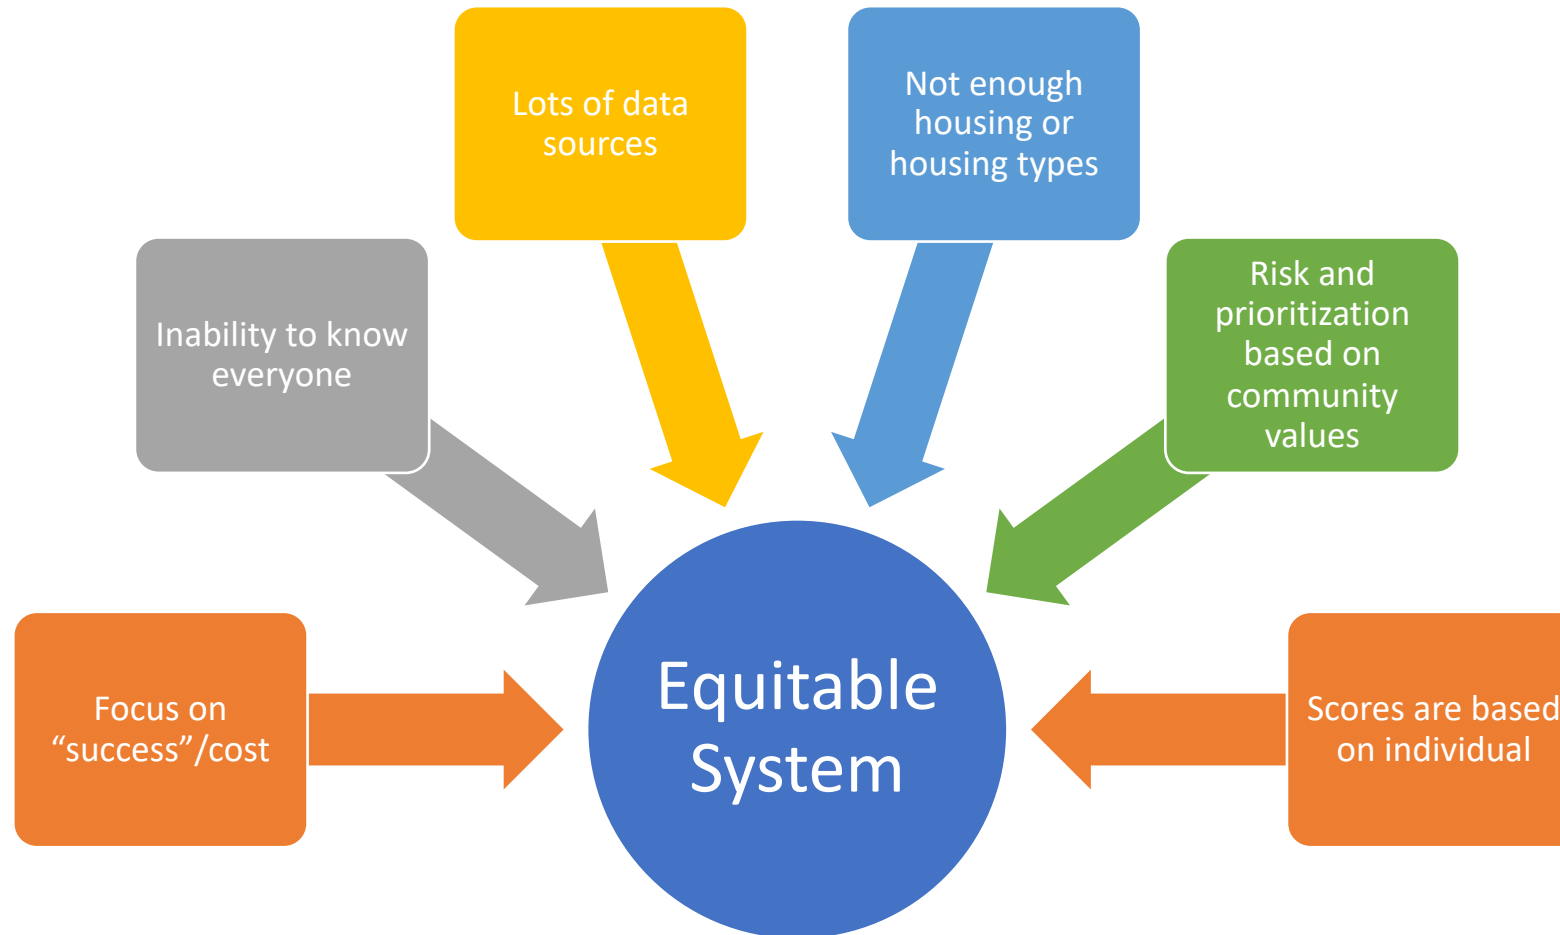 Lots of data
sources
Not enough
housing or
housing types
Inability to know
everyone
Risk and
prioritization
based on
community
values
Focus on
“success”/cost
Equitable
System
Scores are based
on individual